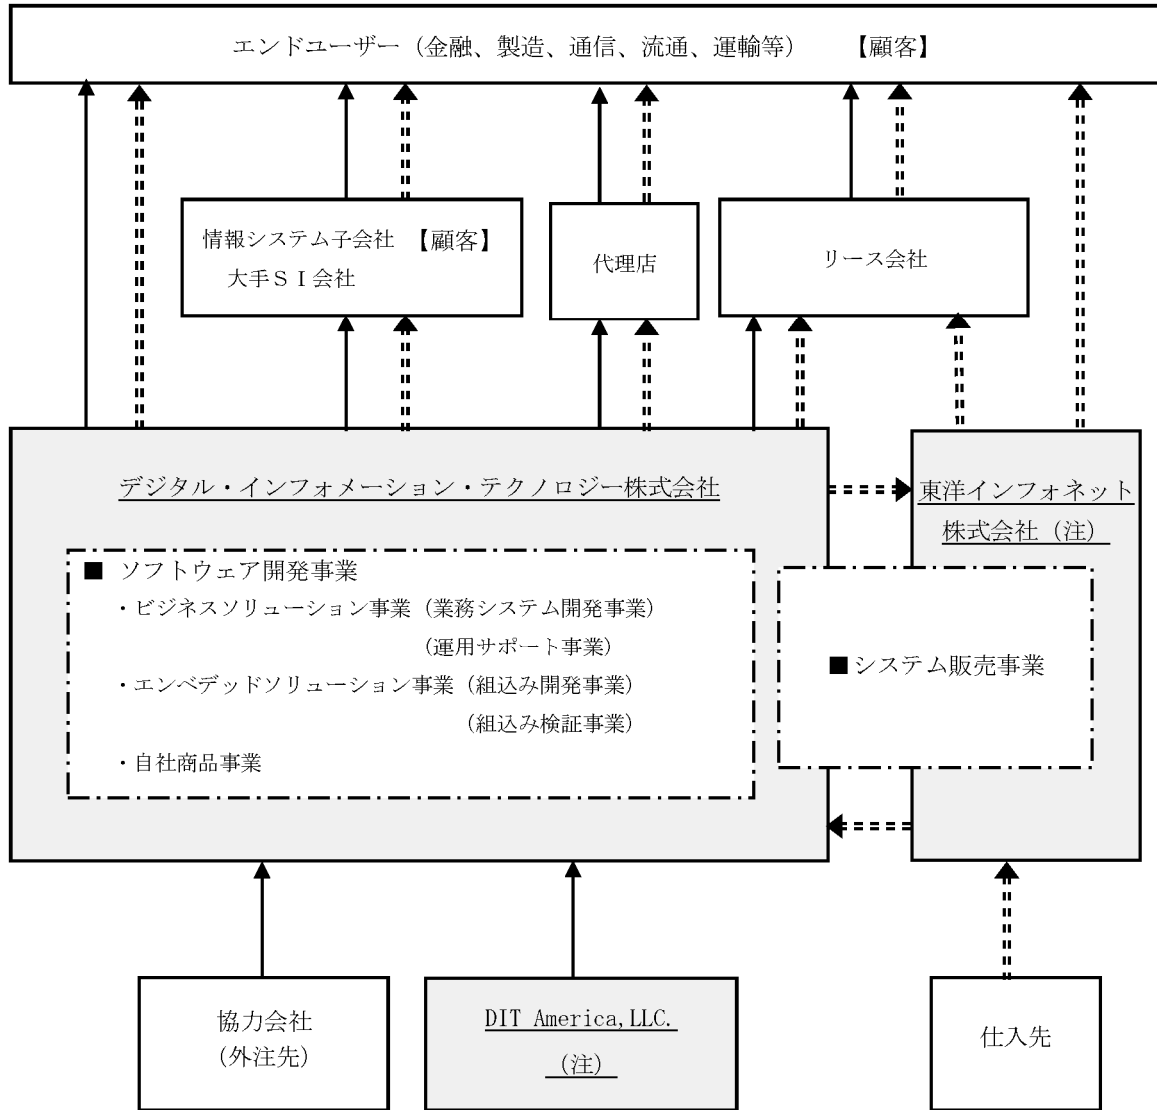 エンドユーザー（金融、製造、通信、流通、運輸等）　【顧客】
情報システム子会社　【顧客】
大手ＳＩ会社
代理店
リース会社
デジタル・インフォメーション・テクノロジー株式会社
東洋インフォネット
株式会社（注）
■ ソフトウェア開発事業
・ビジネスソリューション事業（業務システム開発事業）
（運用サポート事業）
・エンベデッドソリューション事業（組込み開発事業）
（組込み検証事業）
・自社商品事業
■システム販売事業
協力会社
（外注先）
DIT America,LLC.
（注）
仕入先